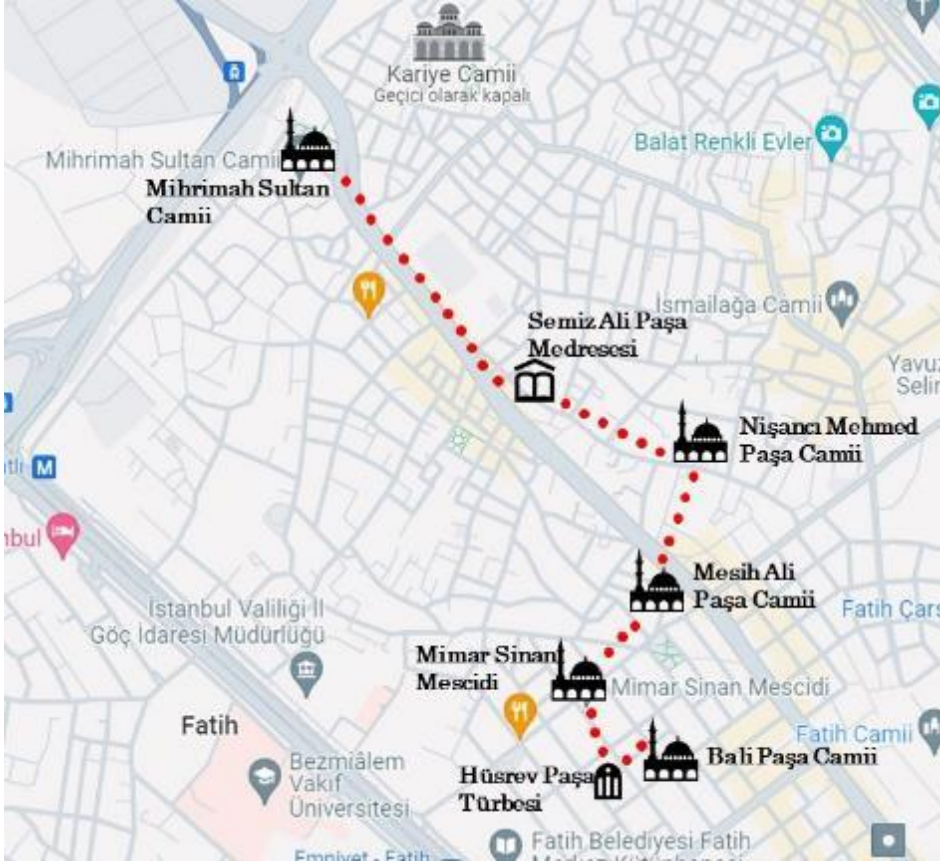 Kariye Camii
Geçici olarak kapalı
Mihrimah Sultan Camii
Mihrimah Sultan
Camii
Balat Renkli Evler
İsmailağa Camii
Semiz Ali Paşa
Medresesi
Yavuz
Selim
Nişancı Mehmed
Paşa Camii
M
Mesih Ali
Paşa Camii
İstanbul Valiliği İl
Göç İdaresi Müdürlüğü
Fatih Çarş
Mimar Sinan
Mescidi
Mimar Sinan Mescidi
Fatih
Fatih Camii
Bali Paşa Camii
Bezmiâlem
Vakıf
Üniversitesi
Hüsrev Paşa
Türbesi
Fatih Belediyesi Fatih
Emniyet - Fatih